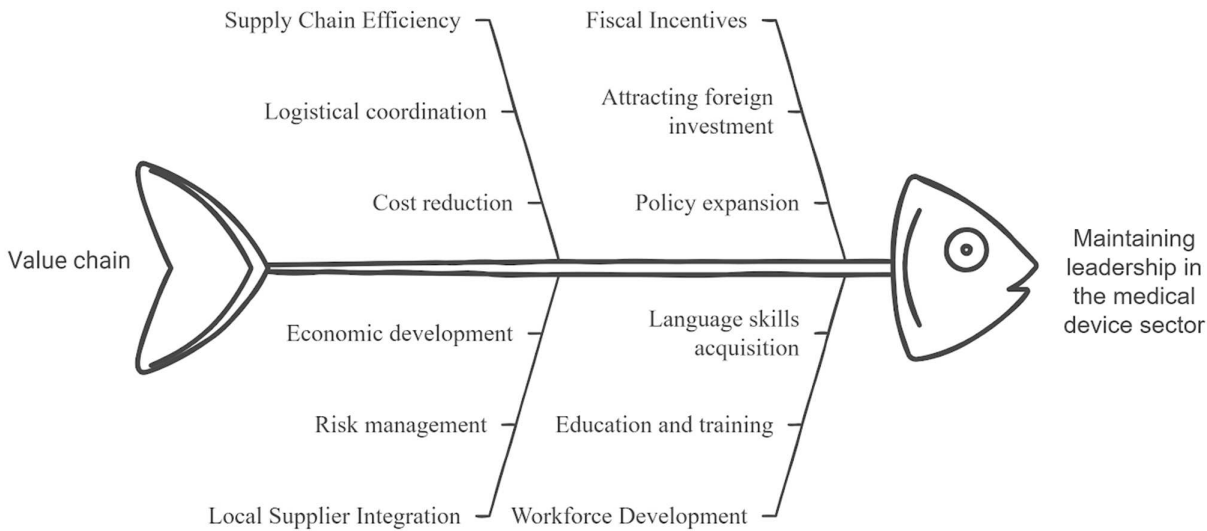 Supply Chain Efficiency
Fiscal Incentives
Logistical coordination
Attracting foreign
investment
Cost reduction
Policy expansion
Value chain
Maintaining
leadership in
the medical
device sector
Economic development
Language skills
acquisition
Risk management
Education and training
Local Supplier Integration
Workforce Development